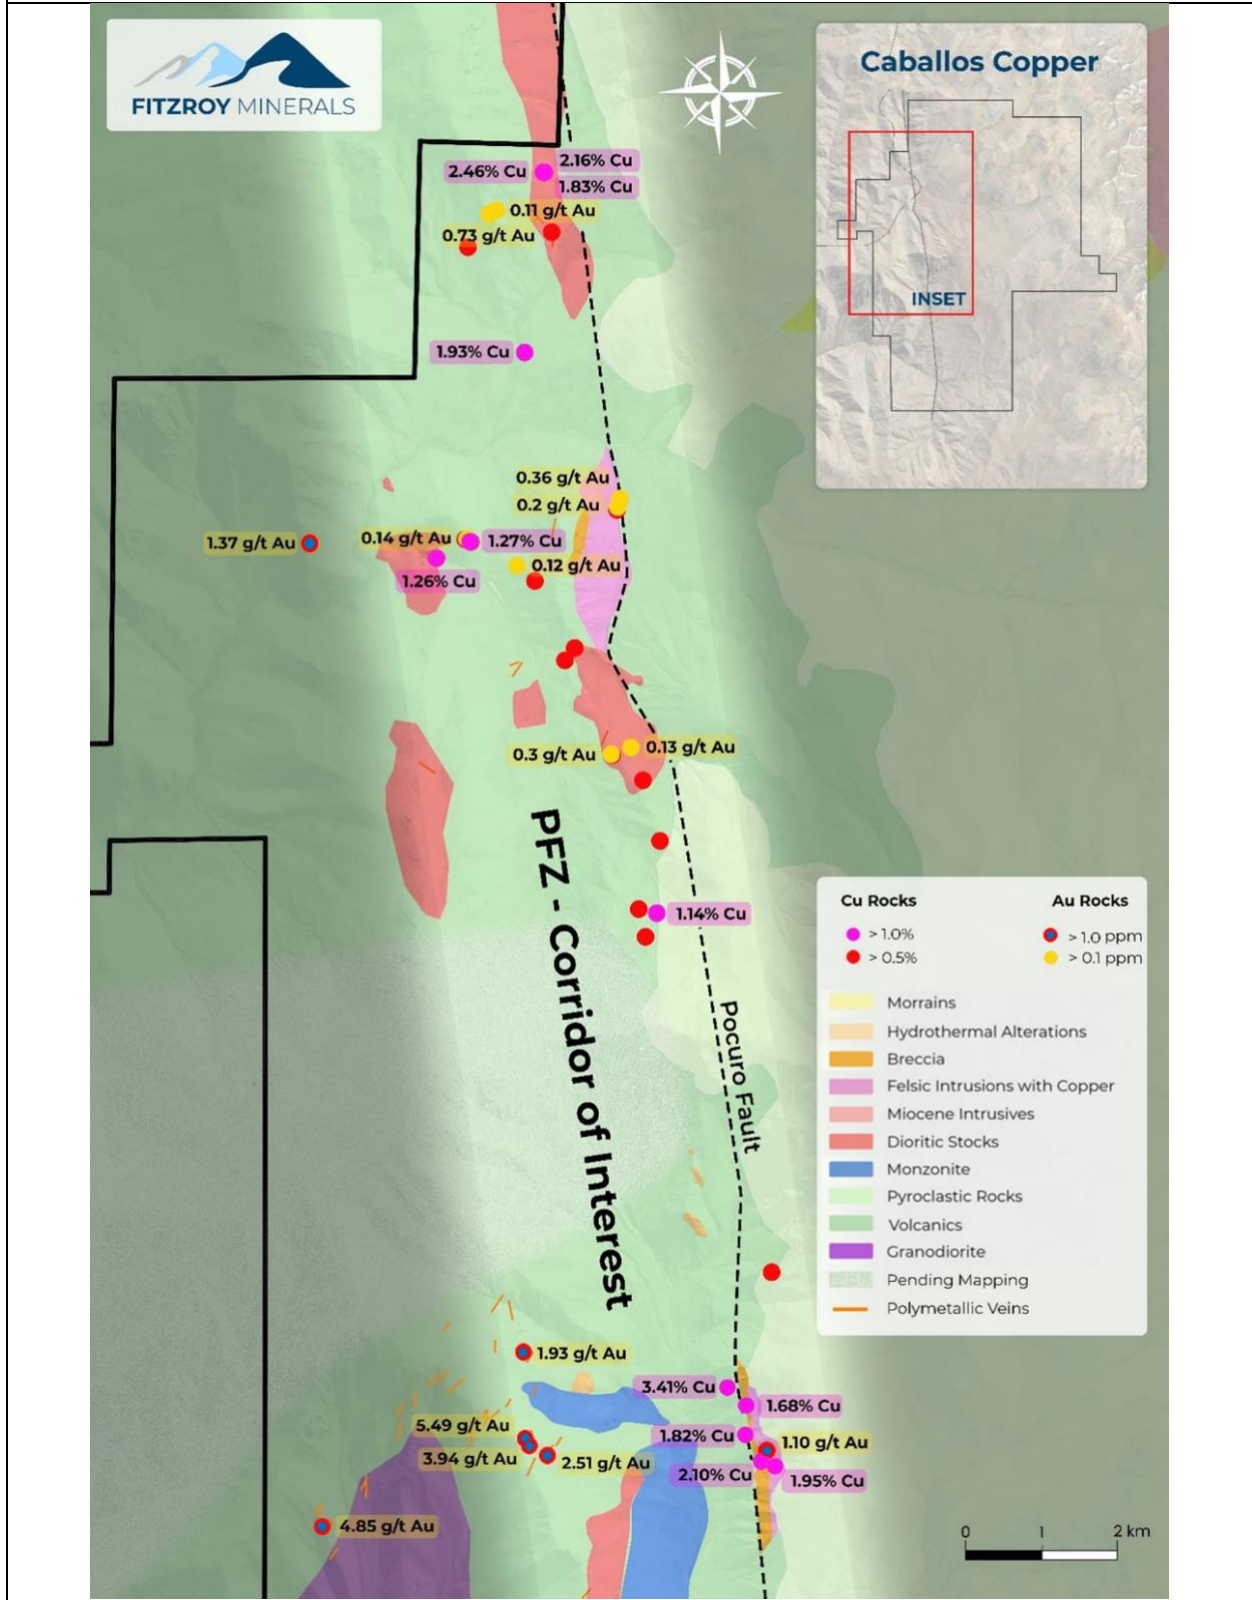 FITZROY MINERALS
Caballos Copper
INSET
2.46% Cu
2.16% Cu
1.83% Cu
0.11 g/t Au
0.73 g/t Au
1.93% Cu
0.36 g/t Au
0.2 g/t Au
1.37 g/t Au
0.14 g/t Au
1.27% Cu
0.12 g/t Au
1.26% Cu
0.3 g/t Au
0.13 g/t Au
PFZ - Corridor of Interest
1.14% Cu
Pocuro Fault
Cu Rocks
> 1.0%
> 0.5%
Au Rocks
> 1.0 ppm
> 0.1 ppm
Morrains
Hydrothermal Alterations
Breccia
Felsic Intrusions with Copper
Miocene Intrusives
Dioritic Stocks
Monzonite
Pyroclastic Rocks
Volcanics
Granodiorite
Pending Mapping
Polymetallic Veins
1.93 g/t Au
3.41% Cu
1.68% Cu
5.49 g/t Au
1.82% Cu
1.10 g/t Au
3.94 g/t Au
2.51 g/t Au
2.10% Cu
1.95% Cu
4.85 g/t Au
0 1 2 km